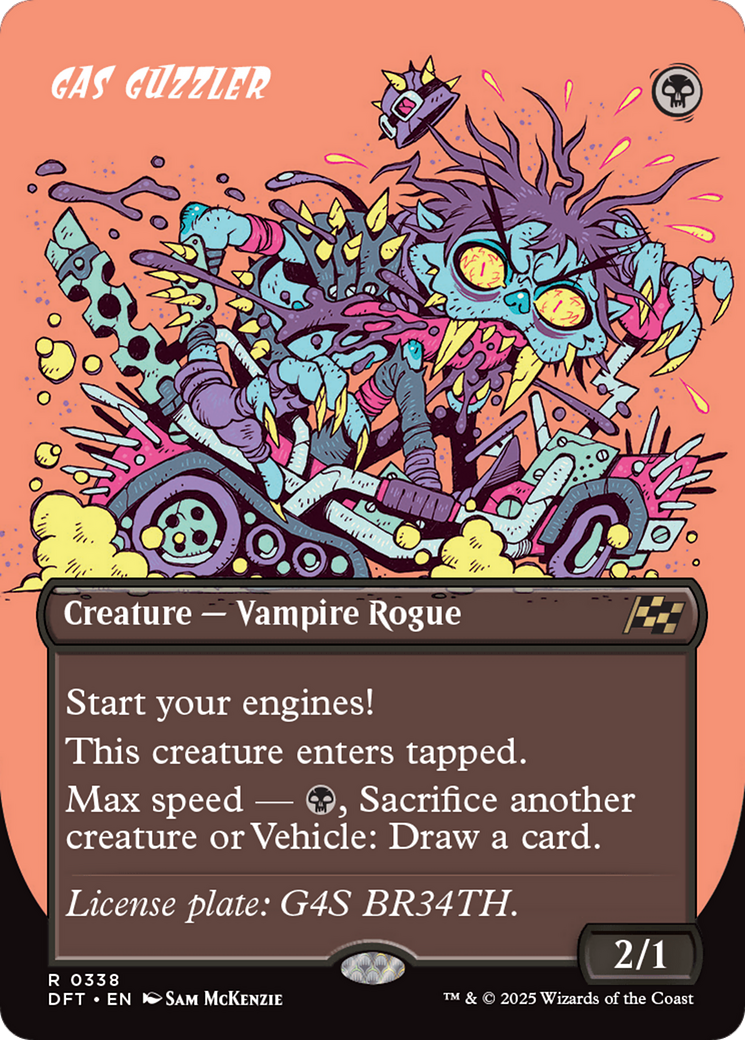 GAS GUZZLER
Creature — Vampire Rogue
Start your engines!
This creature enters tapped.
Max speed — , Sacrifice another
creature or Vehicle: Draw a card.
License plate: G4S BR34TH.
2/1
R 0338
DFT • EN SAM MCKENZIE
™ & © 2025 Wizards of the Coast